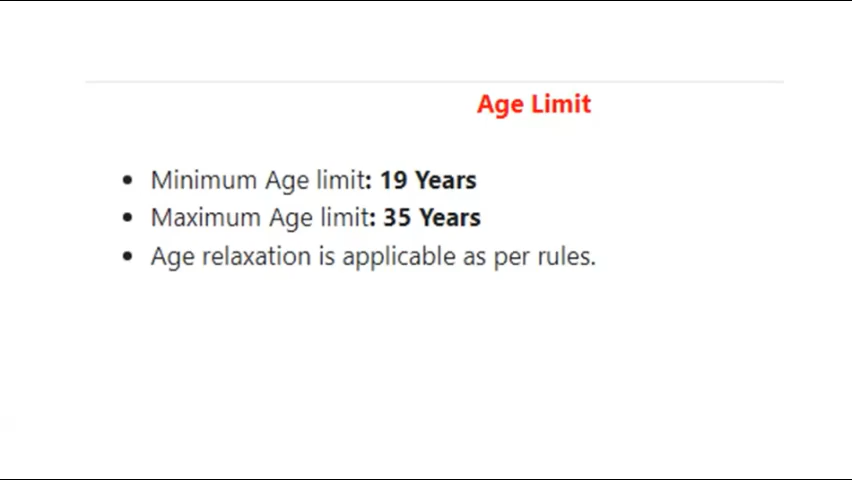 Age Limit
Minimum Age limit: 19 Years
Maximum Age limit: 35 Years
Age relaxation is applicable as per rules.